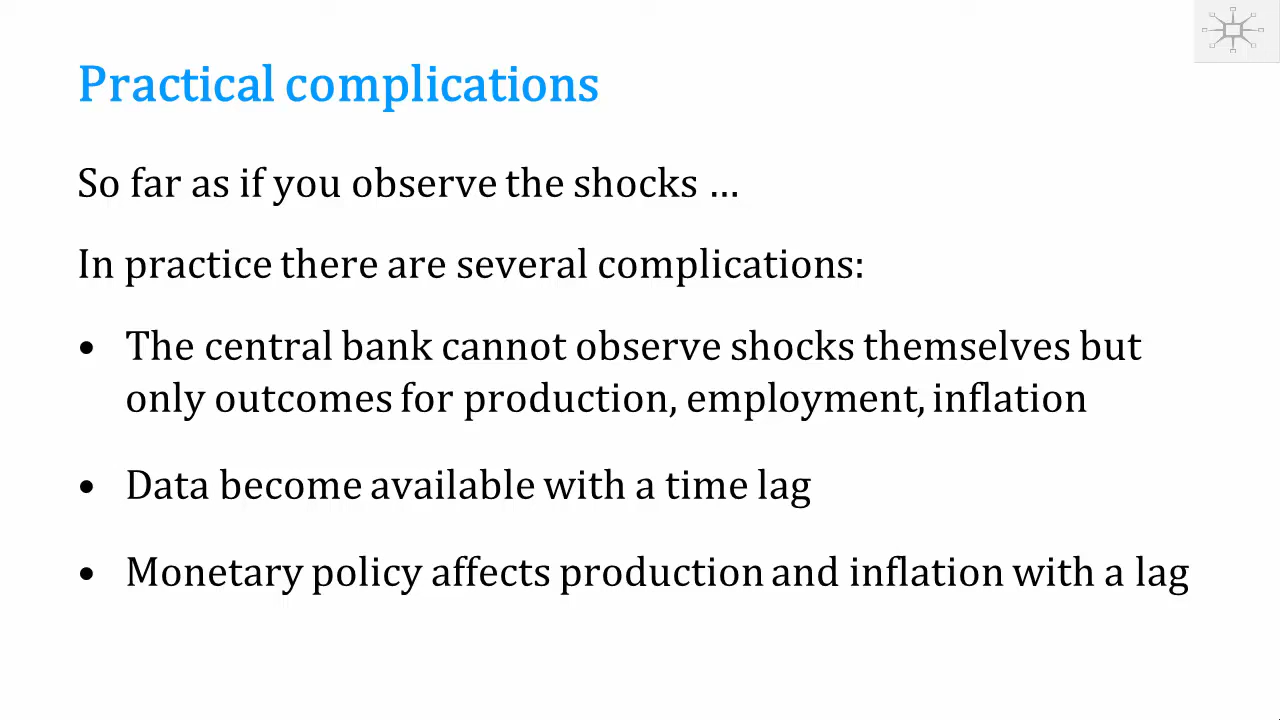 Practical complications
So far as if you observe the shocks …
In practice there are several complications:
• The central bank cannot observe shocks themselves but
only outcomes for production, employment, inflation
• Data become available with a time lag
• Monetary policy affects production and inflation with a lag